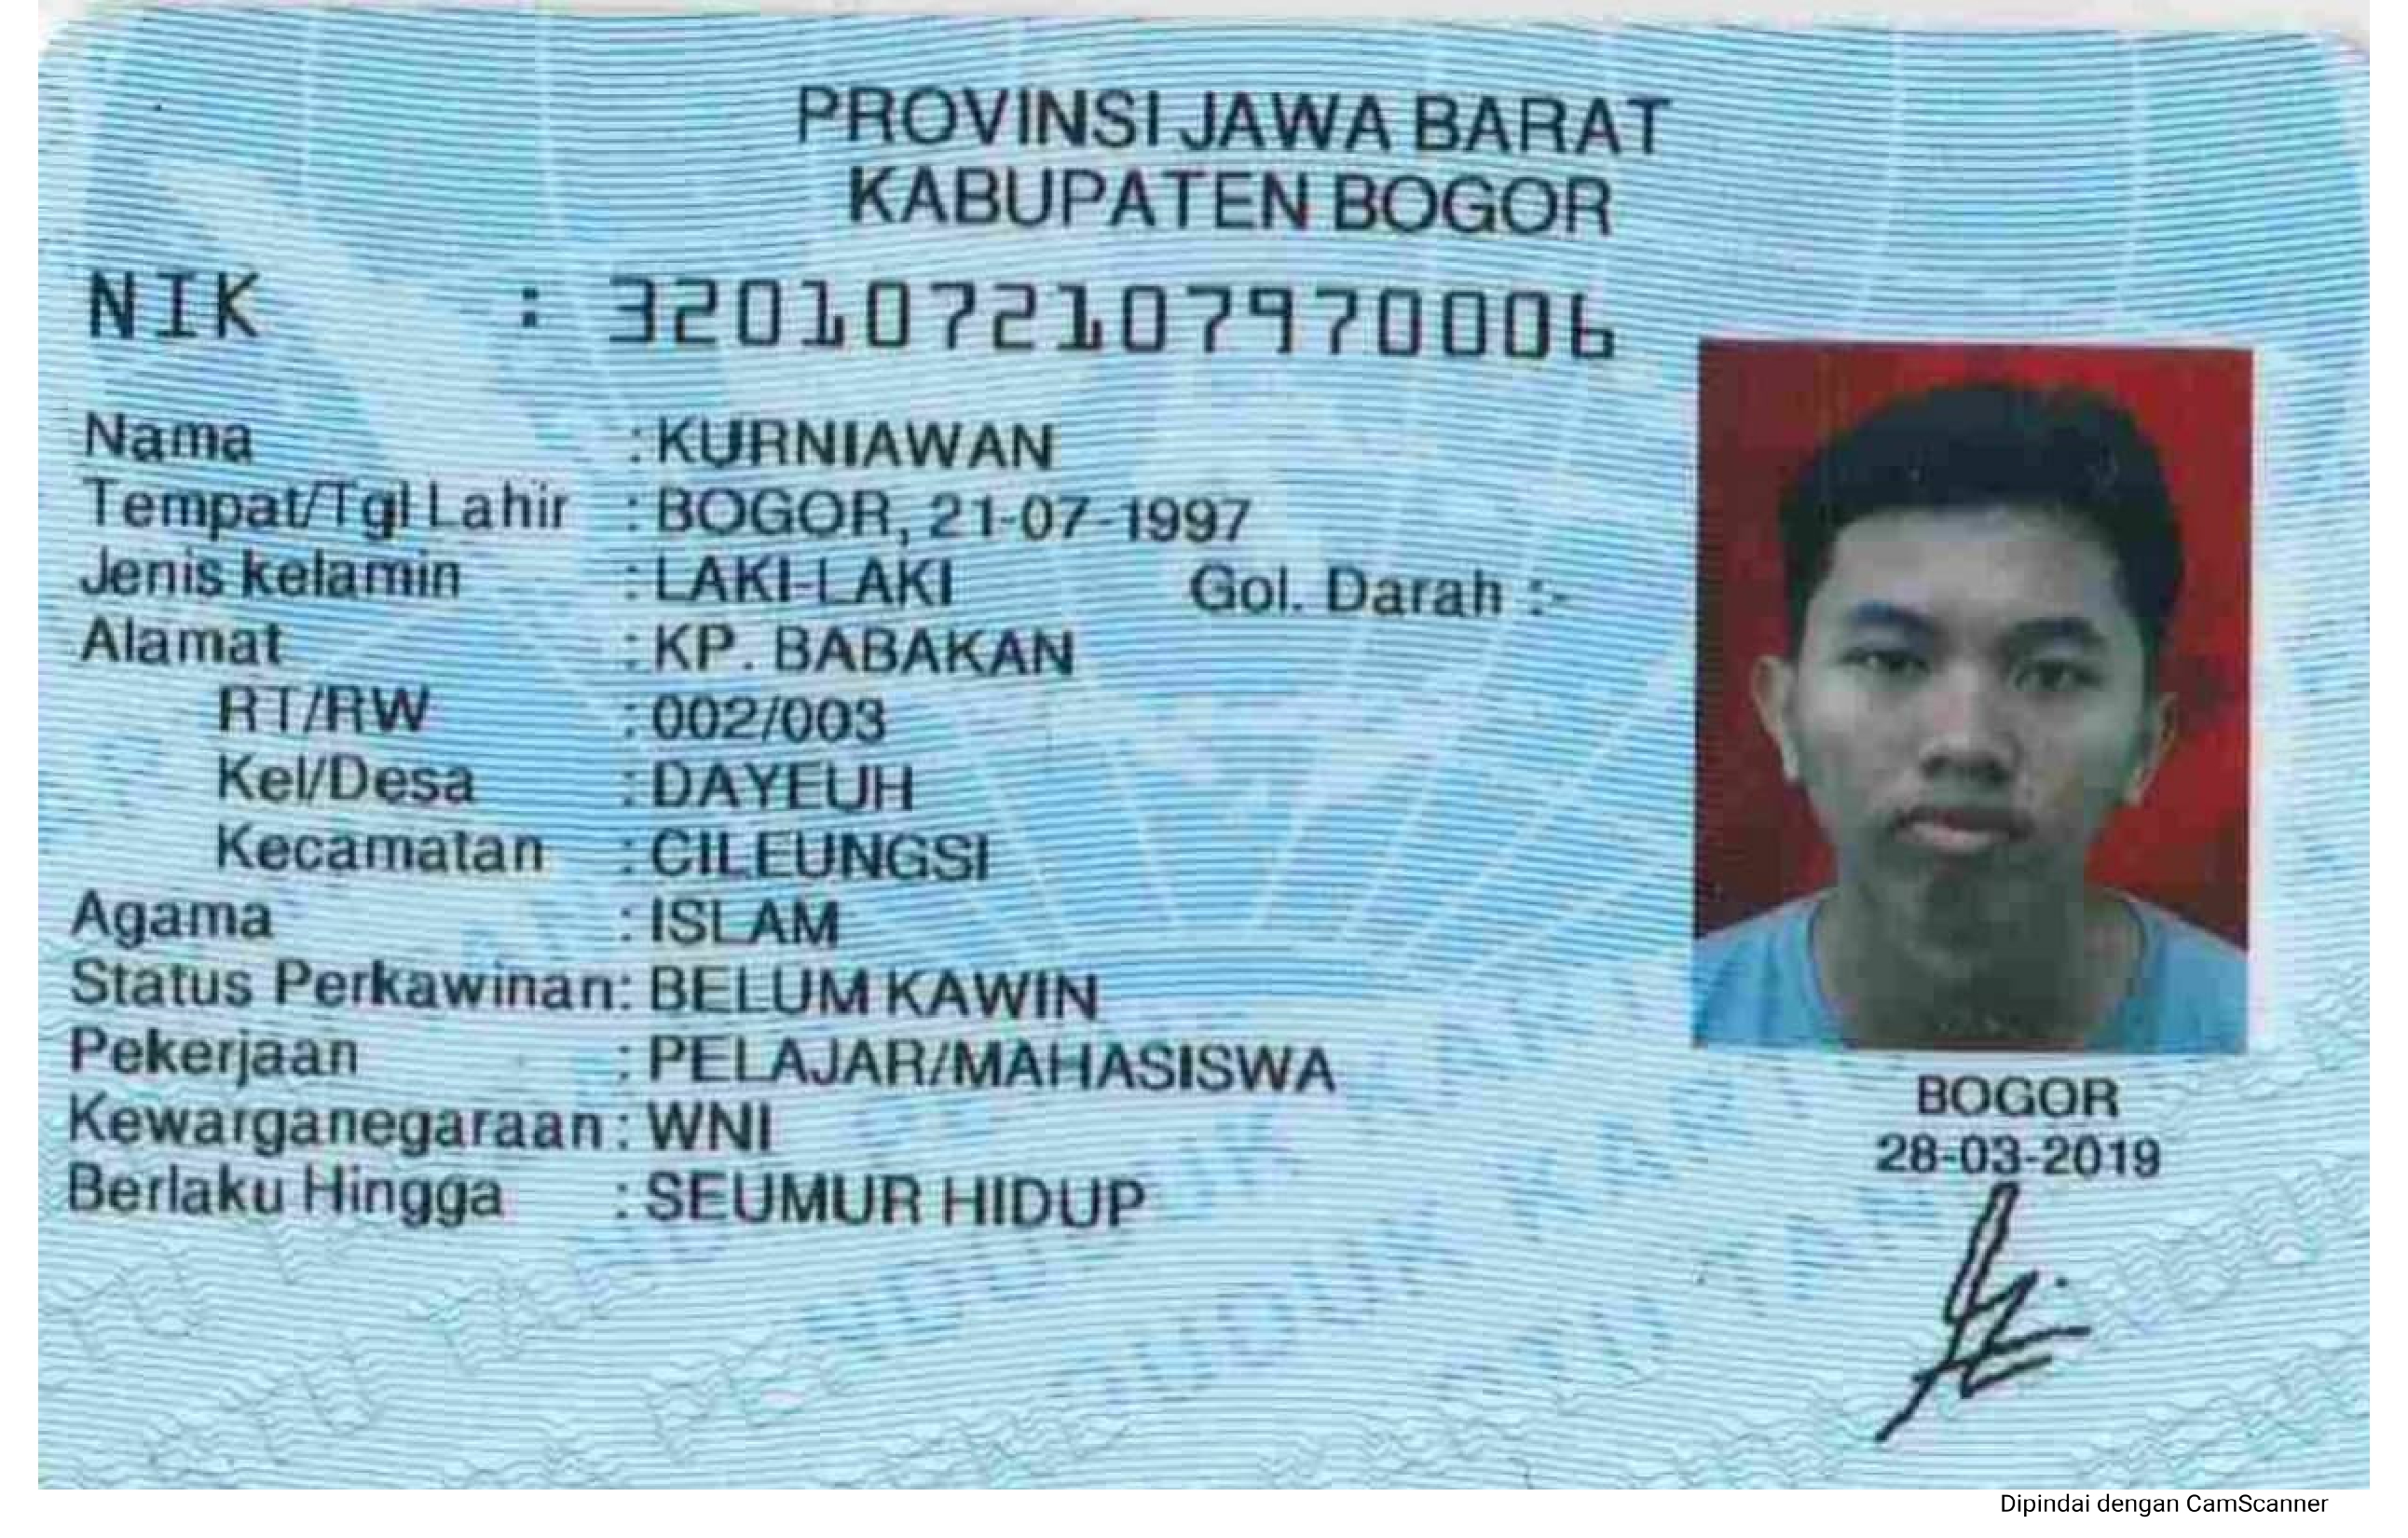 PROVINSI JAWA BARAT
KABUPATEN BOGOR
NIK : 3201072107970006
Nama : KURNIAWAN
Tempat/Tgl Lahir : BOGOR, 21-07-1997
Jenis kelamin : LAKI-LAKI Gol. Darah :-
Alamat : KP. BABAKAN
RT/RW : 002/003
Kel/Desa : DAYEUH
Kecamatan : CILEUNGSI
Agama : ISLAM
Status Perkawinan: BELUM KAWIN
Pekerjaan : PELAJAR/MAHASISWA
Kewarganegaraan: WNI
Berlaku Hingga : SEUMUR HIDUP
BOGOR
28-03-2019
Dipindai dengan CamScanner